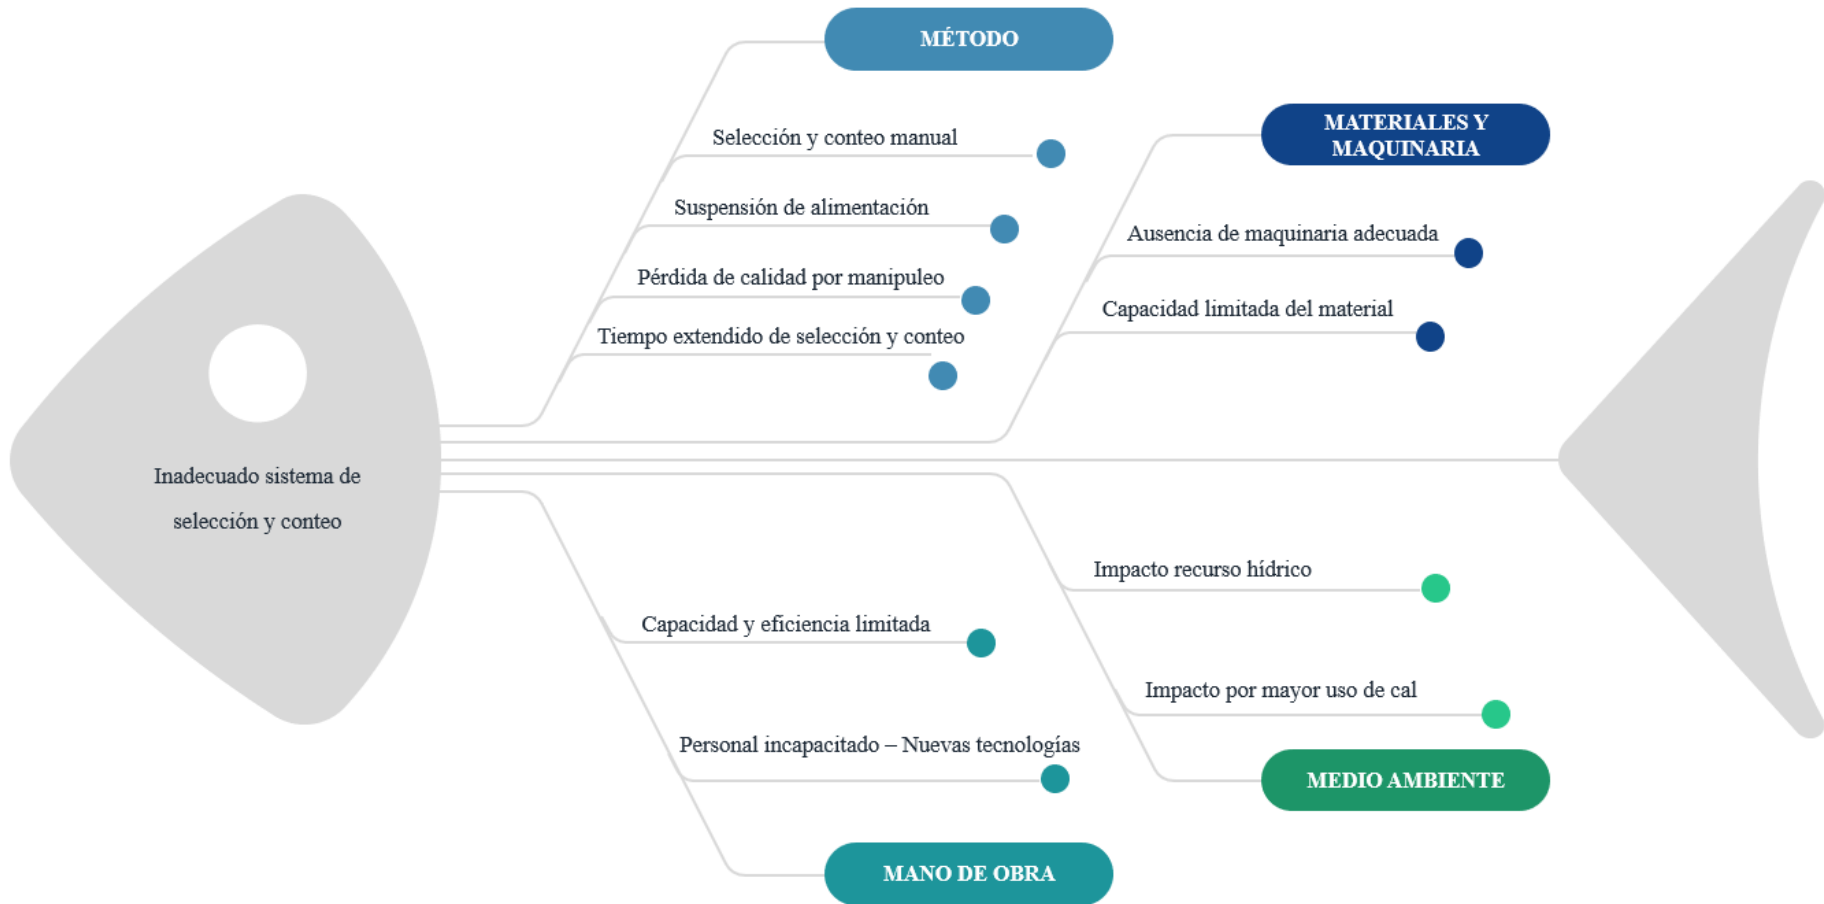 MÉTODO
Selección y conteo manual
Suspensión de alimentación
Pérdida de calidad por manipuleo
Tiempo extendido de selección y conteo
MATERIALES Y
MAQUINARIA
Ausencia de maquinaria adecuada
Capacidad limitada del material
Inadecuado sistema de
selección y conteo
Capacidad y eficiencia limitada
Personal incapacitado – Nuevas tecnologías
MANO DE OBRA
Impacto recurso hídrico
Impacto por mayor uso de cal
MEDIO AMBIENTE